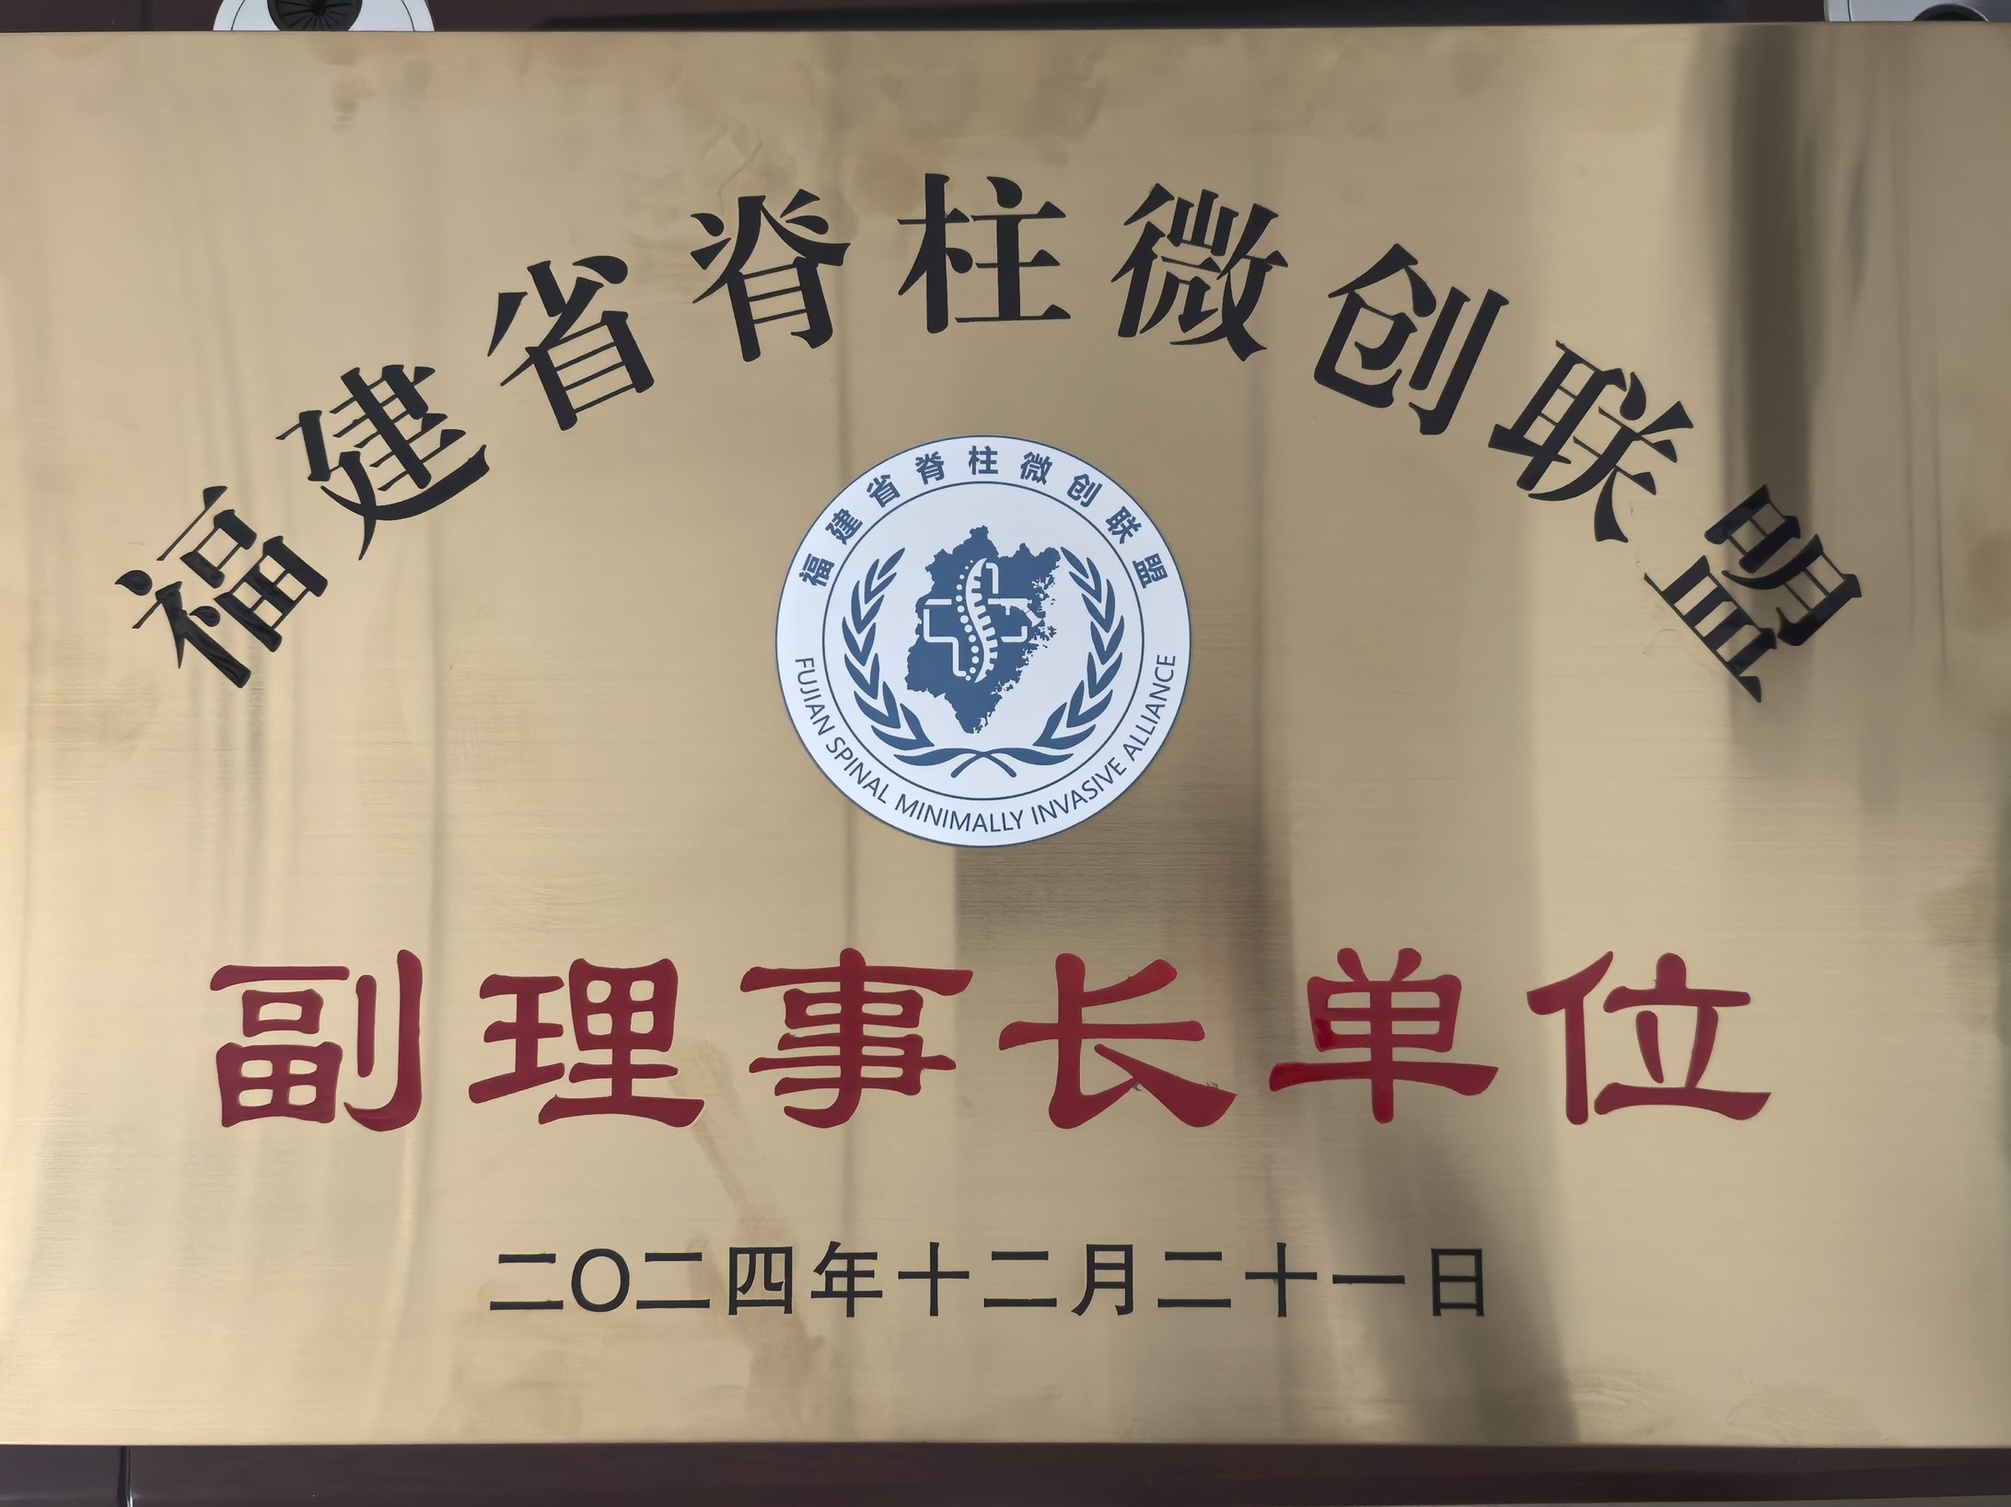 福建省脊柱微创联盟
福建省脊柱微创联盟
FUJIAN SPINAL MINIMALLY INVASIVE ALLIANCE
副理事长单位
二〇二四年十二月二十一日